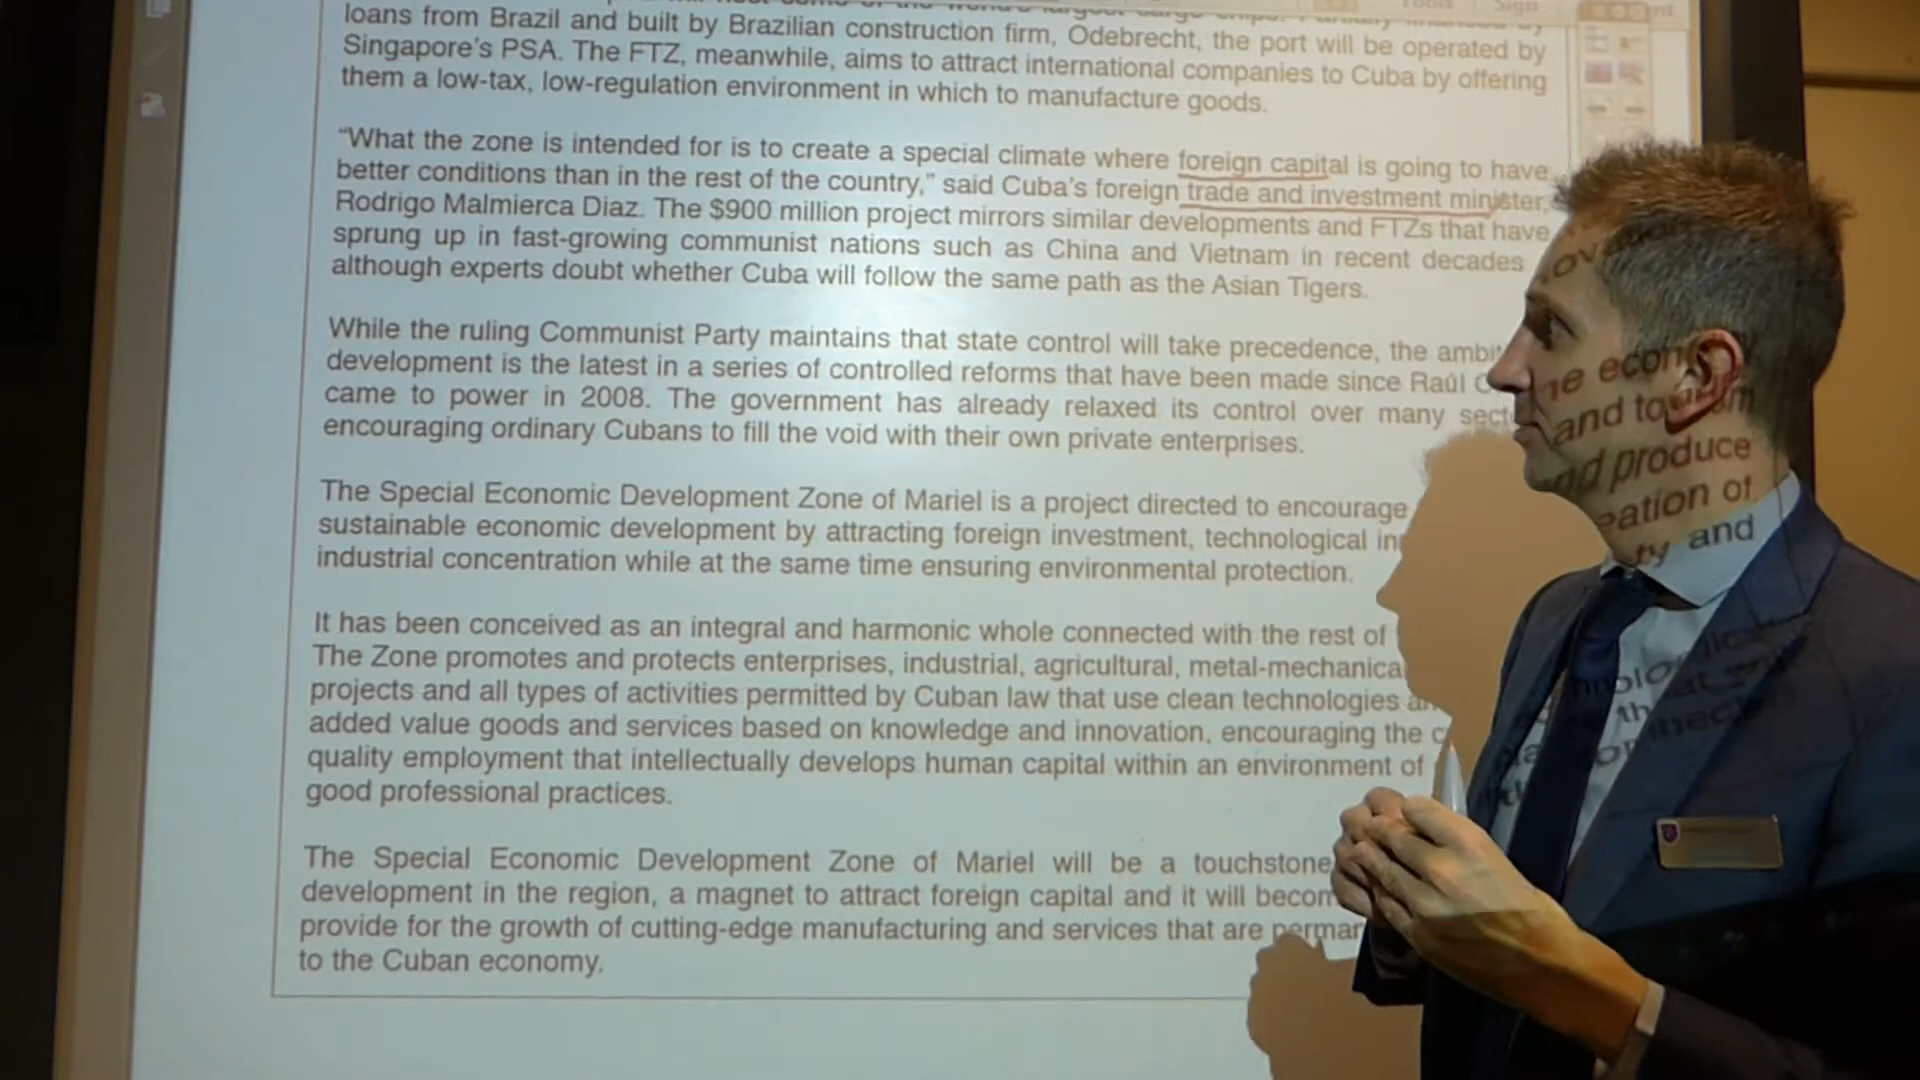 loans from Brazil and built by Brazilian construction firm, Odebrecht, the port will be operated by
Singapore's PSA. The FTZ, meanwhile, aims to attract international companies to Cuba by offering
them a low-tax, low-regulation environment in which to manufacture goods.
“What the zone is intended for is to create a special climate where foreign capital is going to have
better conditions than in the rest of the country,” said Cuba's foreign trade and investment minister,
Rodrigo Malmierca Diaz. The $900 million project mirrors similar developments and FTZs that have
sprung up in fast-growing communist nations such as China and Vietnam in recent decades
although experts doubt whether Cuba will follow the same path as the Asian Tigers.
While the ruling Communist Party maintains that state control will take precedence, the
development is the latest in a series of controlled reforms that have been made since Raúl
came to power in 2008. The government has already relaxed its control over many
encouraging ordinary Cubans to fill the void with their own private enterprises.
The Special Economic Development Zone of Mariel is a project directed to encourage
sustainable economic development by attracting foreign investment, technological
industrial concentration while at the same time ensuring environmental protection.
It has been conceived as an integral and harmonic whole connected with the rest of
The Zone promotes and protects enterprises, industrial, agricultural, metal-mechanica
projects and all types of activities permitted by Cuban law that use clean technologies
added value goods and services based on knowledge and innovation, encouraging the
quality employment that intellectually develops human capital within an environment of
good professional practices.
The Special Economic Development Zone of Mariel will be a touchstone
development in the region, a magnet to attract foreign capital and it will becom
provide for the growth of cutting-edge manufacturing and services that are perman
to the Cuban economy.
Sign
and tourism
produce
and